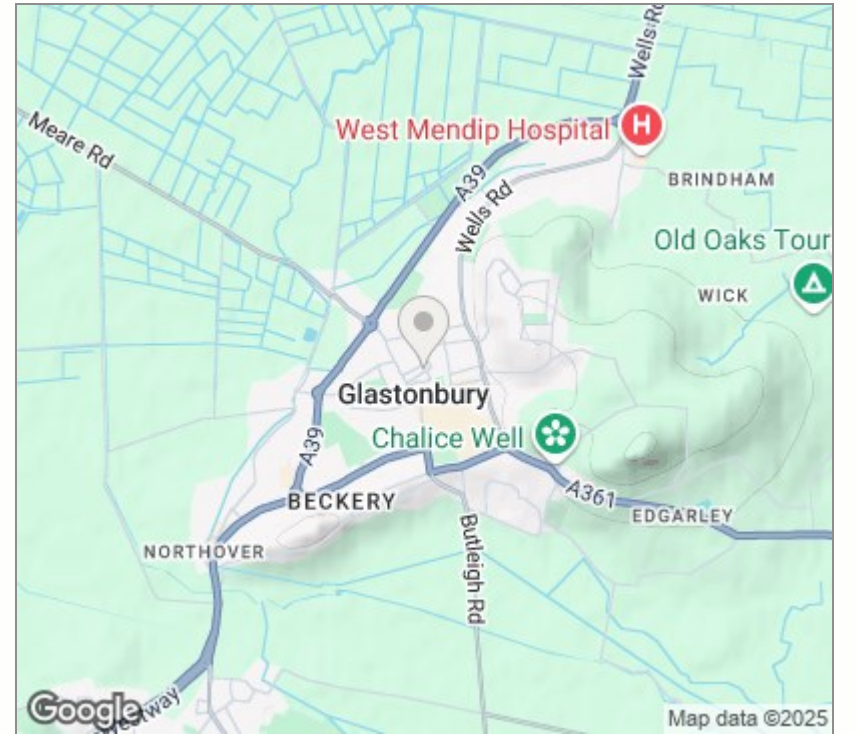 Wells Rd
West Mendip Hospital
H
Meare Rd
BRINDHAM
A39
Wells Rd
Old Oaks Tour
WICK
Glastonbury
Chalice Well
A39
A361
BECKERY
EDGARLEY
NORTHOVER
Butleigh Rd
Westway
Google
Map data ©2025